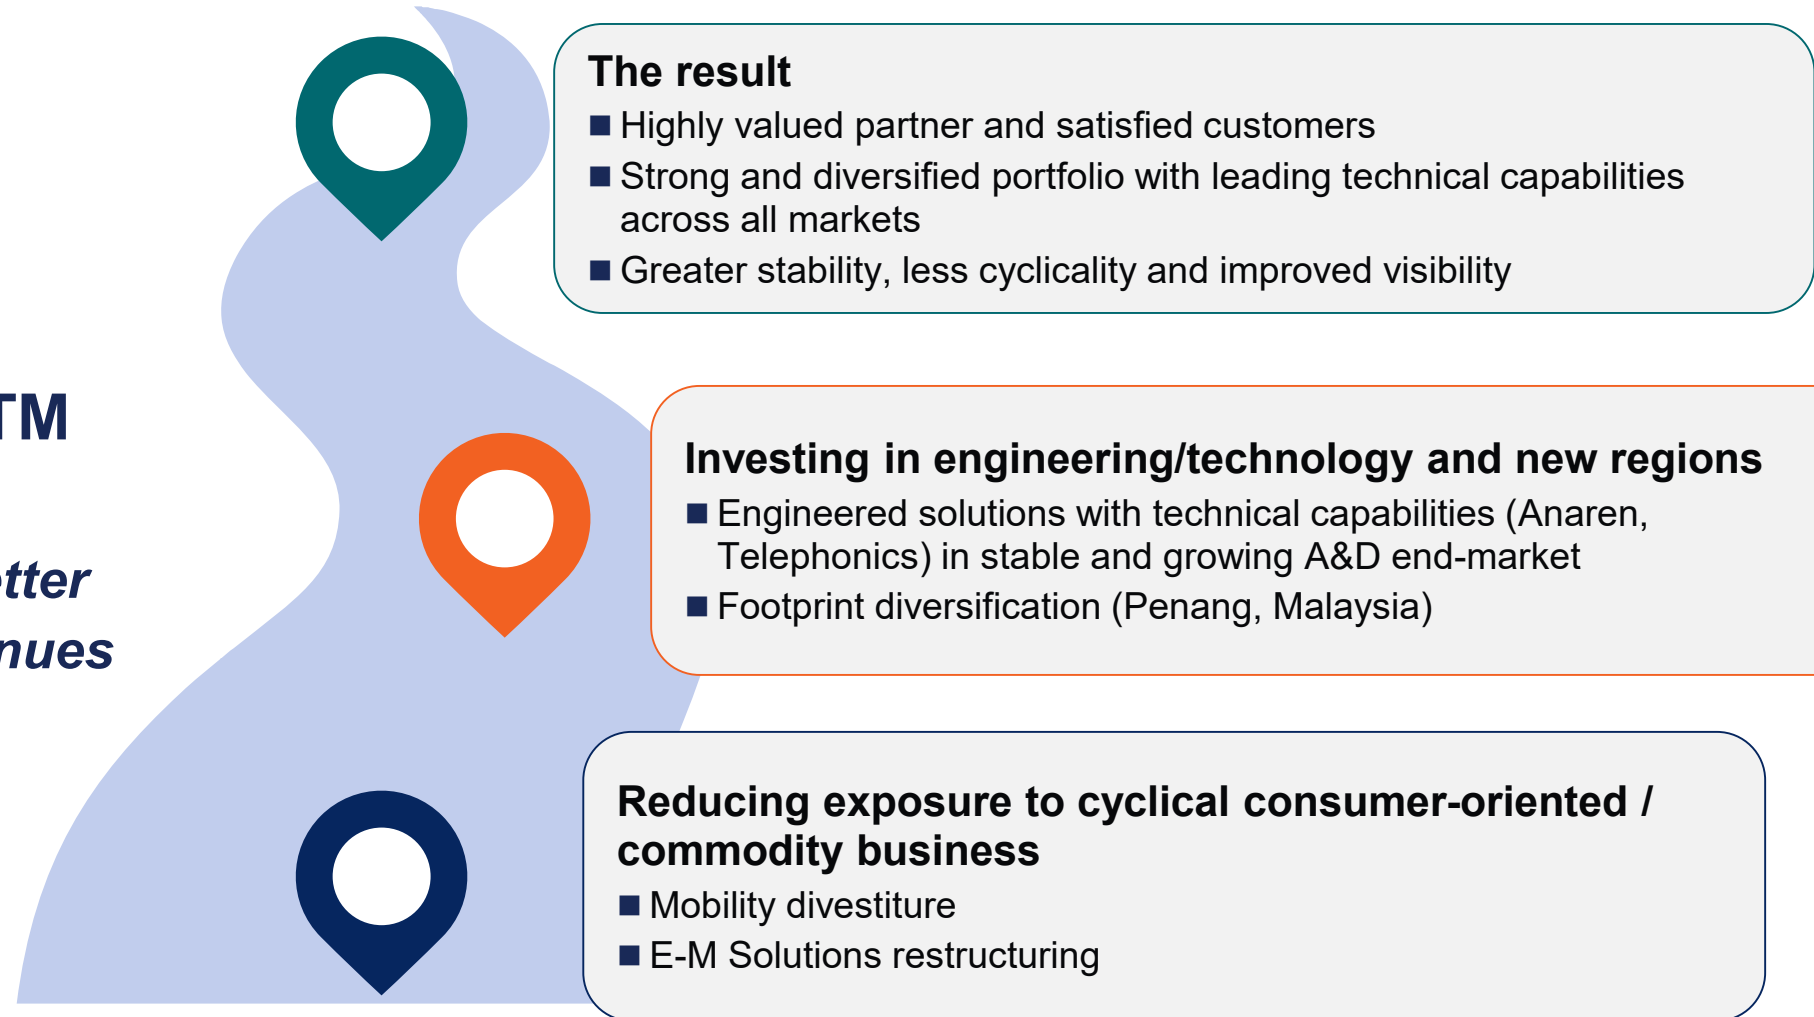 The result
Highly valued partner and satisfied customers
Strong and diversified portfolio with leading technical capabilities
across all markets
Greater stability, less cyclicality and improved visibility
TM
Investing in engineering/technology and new regions
Engineered solutions with technical capabilities (Anaren,
Telephonics) in stable and growing A&D end-market
Footprint diversification (Penang, Malaysia)
tter
nues
Reducing exposure to cyclical consumer-oriented /
commodity business
Mobility divestiture
E-M Solutions restructuring